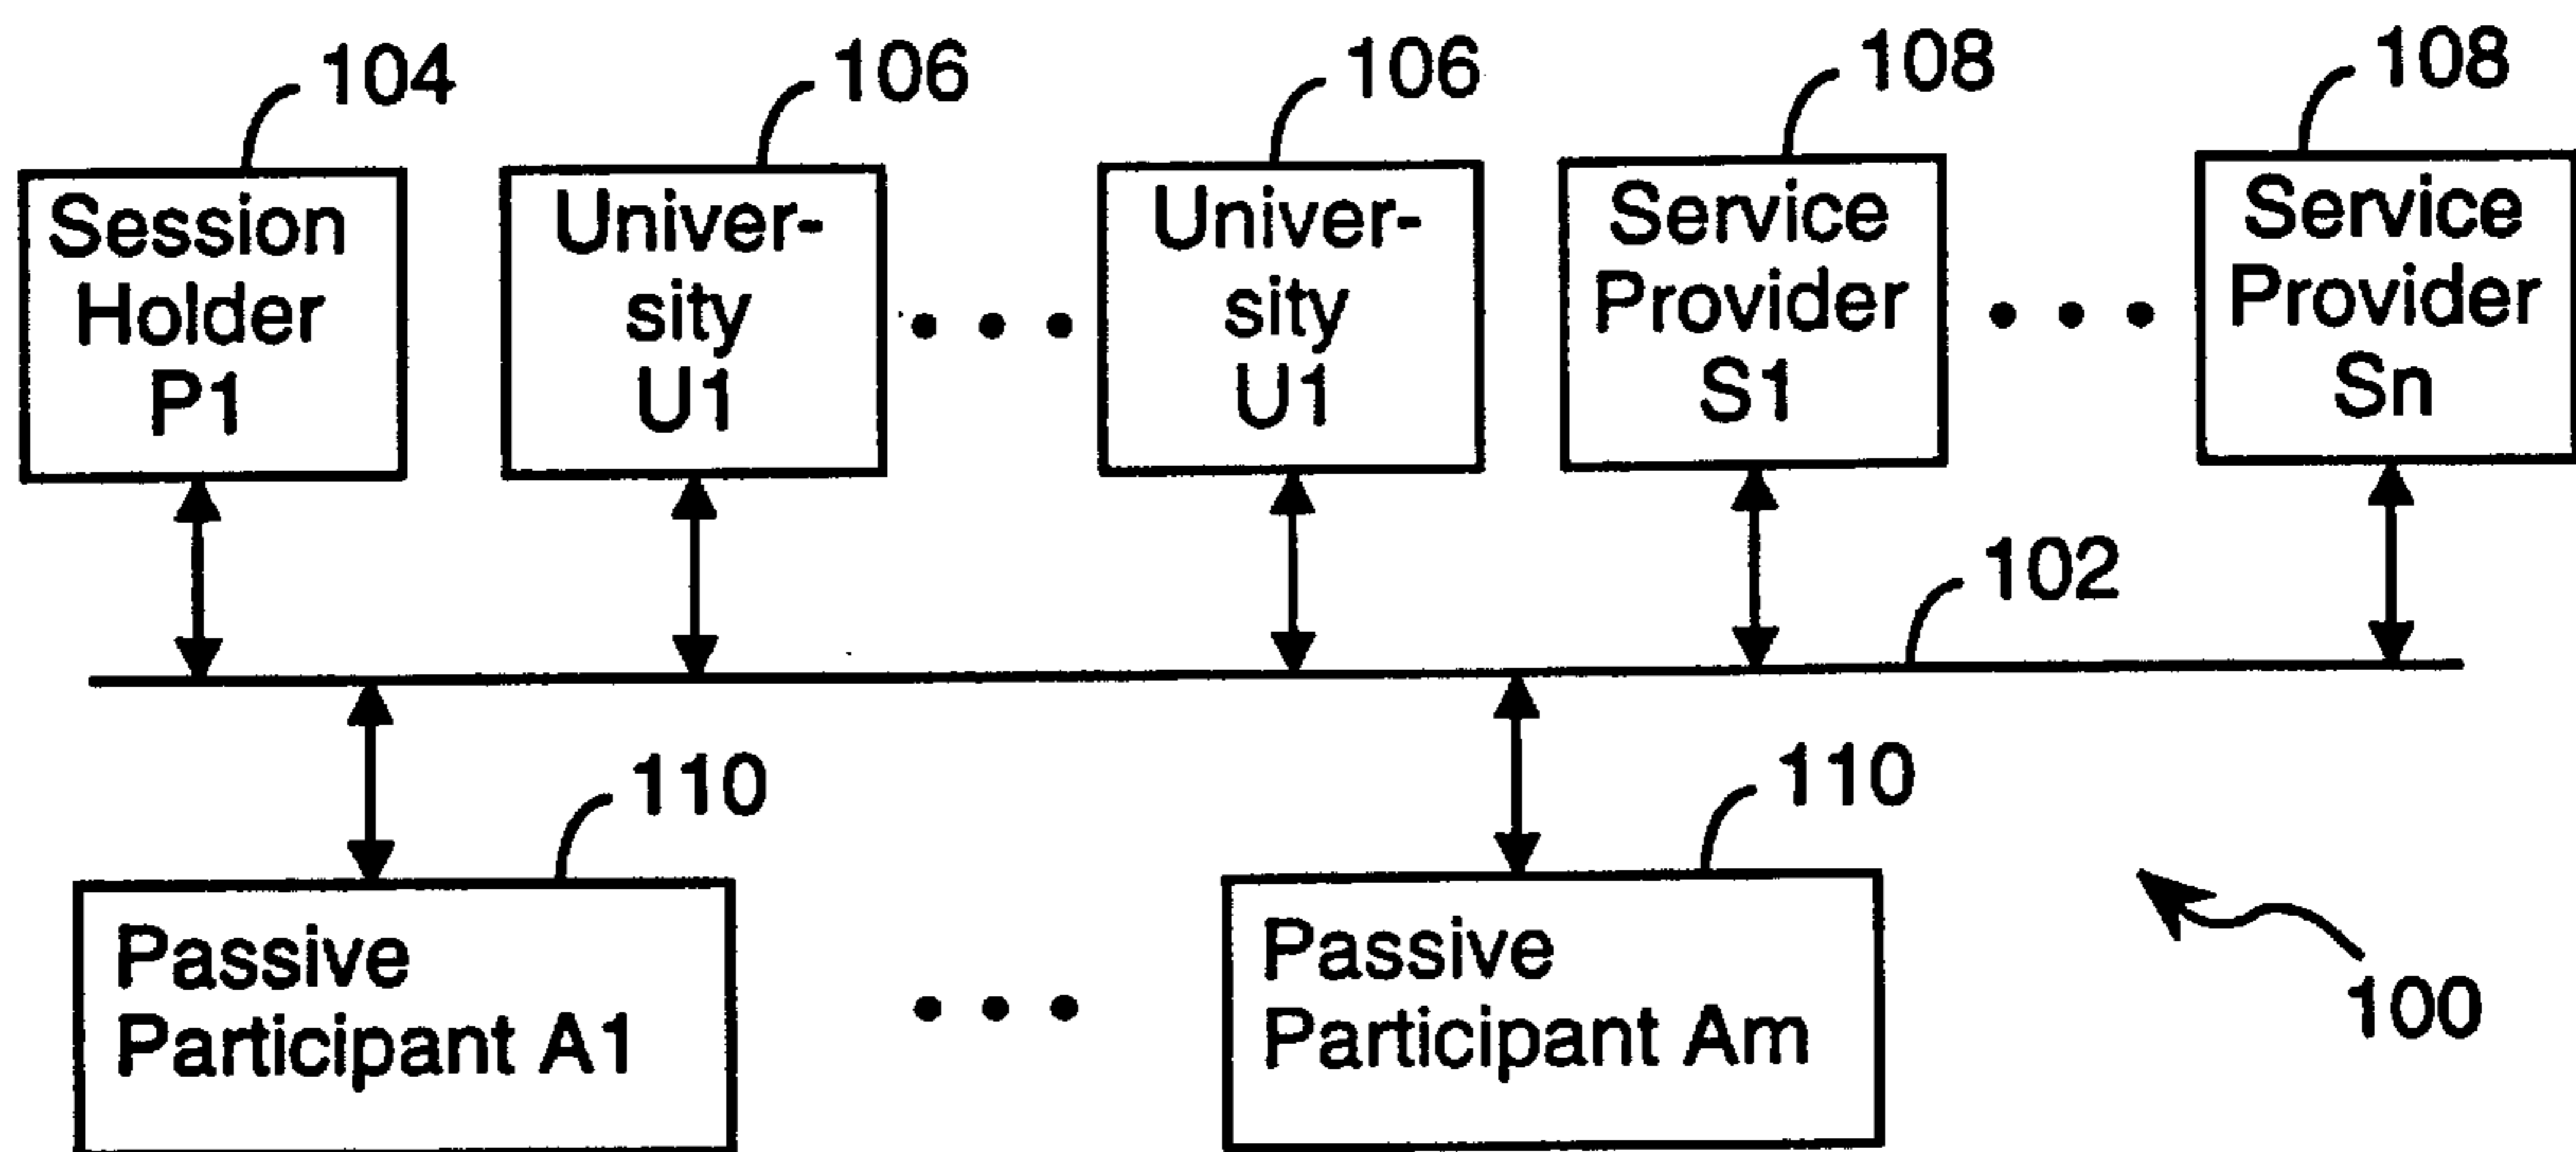 104
106
106
108
108
Session
Holder
P1
Univer-
sity
U1
Univer-
sity
U1
Service
Provider
S1
Service
Provider
Sn
102
110
110
Passive
Participant A1
Passive
Participant Am
100